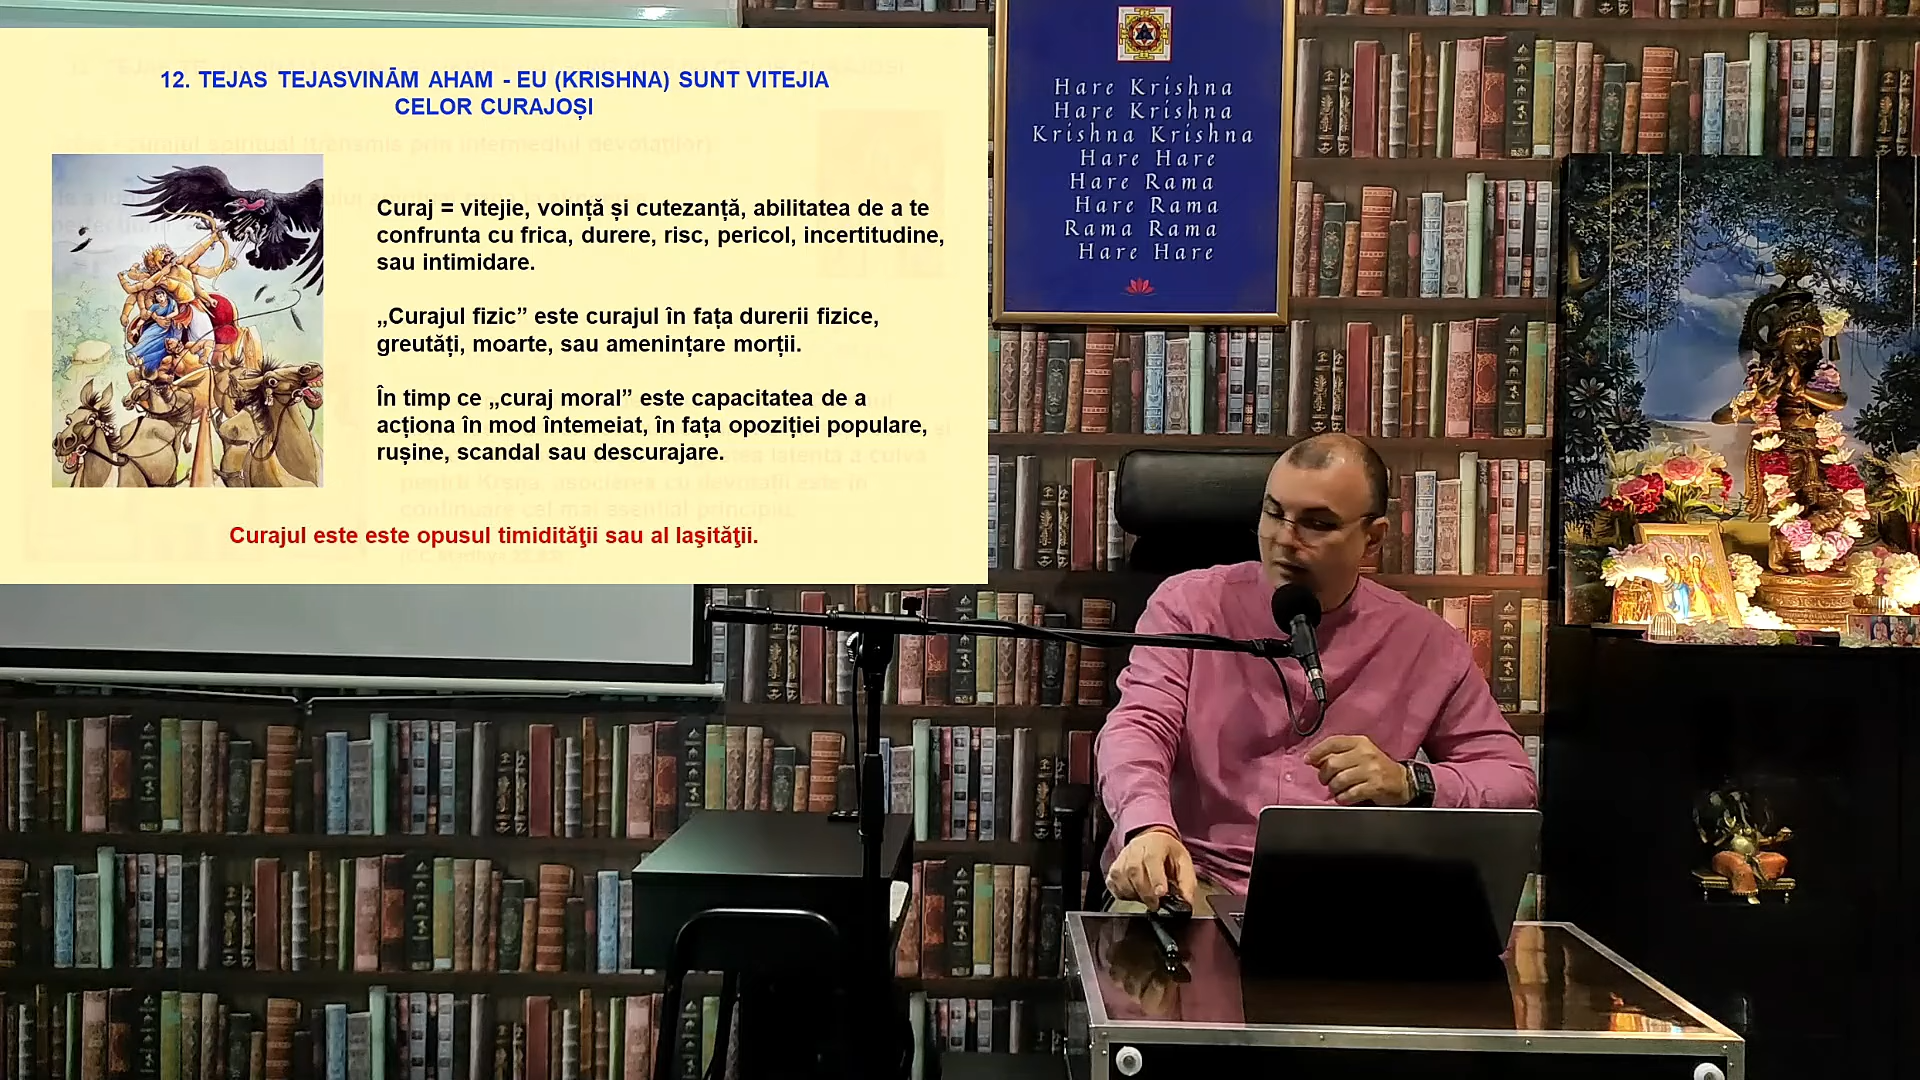 12. TEJAS TEJASVINĀM AHAM - EU (KRISHNA) SUNT VITEJIA
CELOR CURAJOȘI
Curaj = vitejie, voință și cutezanță, abilitatea de a te
confrunta cu frica, durere, risc, pericol, incertitudine,
sau intimidare.
„Curajul fizic” este curajul în fața durerii fizice,
greutăți, moarte, sau amenințare morții.
În timp ce „curaj moral” este capacitatea de a
acționa în mod întemeiat, în fața opoziției populare,
rușine, scandal sau descurajare.
Curajul este este opusul timidităţii sau al laşităţii.
Hare Krishna
Hare Krishna
Krishna Krishna
Hare Hare
Hare Rama
Hare Rama
Rama Rama
Hare Hare